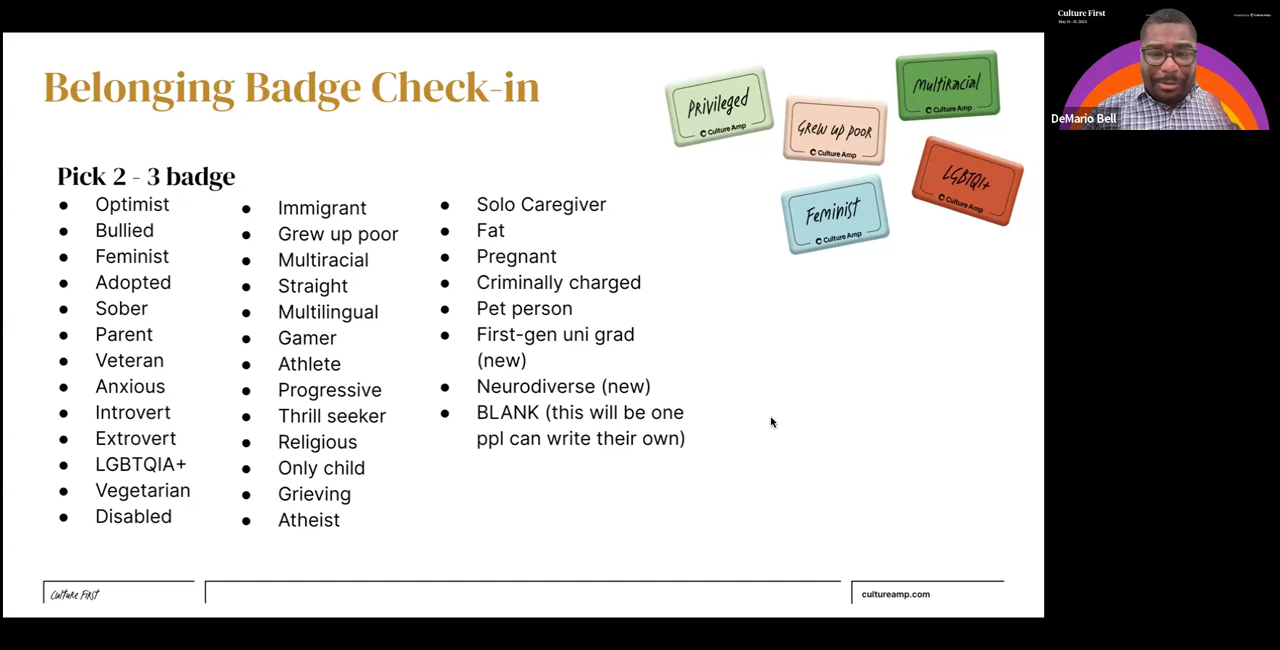 Belonging Badge Check-in
Pick 2 - 3 badge
Optimist
Bullied
Feminist
Adopted
Sober
Parent
Veteran
Anxious
Introvert
Extrovert
LGBTQIA+
Vegetarian
Disabled
Immigrant
Grew up poor
Multiracial
Straight
Multilingual
Gamer
Athlete
Progressive
Thrill seeker
Religious
Only child
Grieving
Atheist
Solo Caregiver
Fat
Pregnant
Criminally charged
Pet person
First-gen uni grad
(new)
Neurodiverse (new)
BLANK (this will be one
ppl can write their own)
Privileged
Culture Amp
Grew up poor
Culture Amp
Multiracial
Culture Amp
LGBTQI+
Culture Amp
Feminist
Culture Amp
Culture First
cultureamp.com
Culture First
DeMario Bell